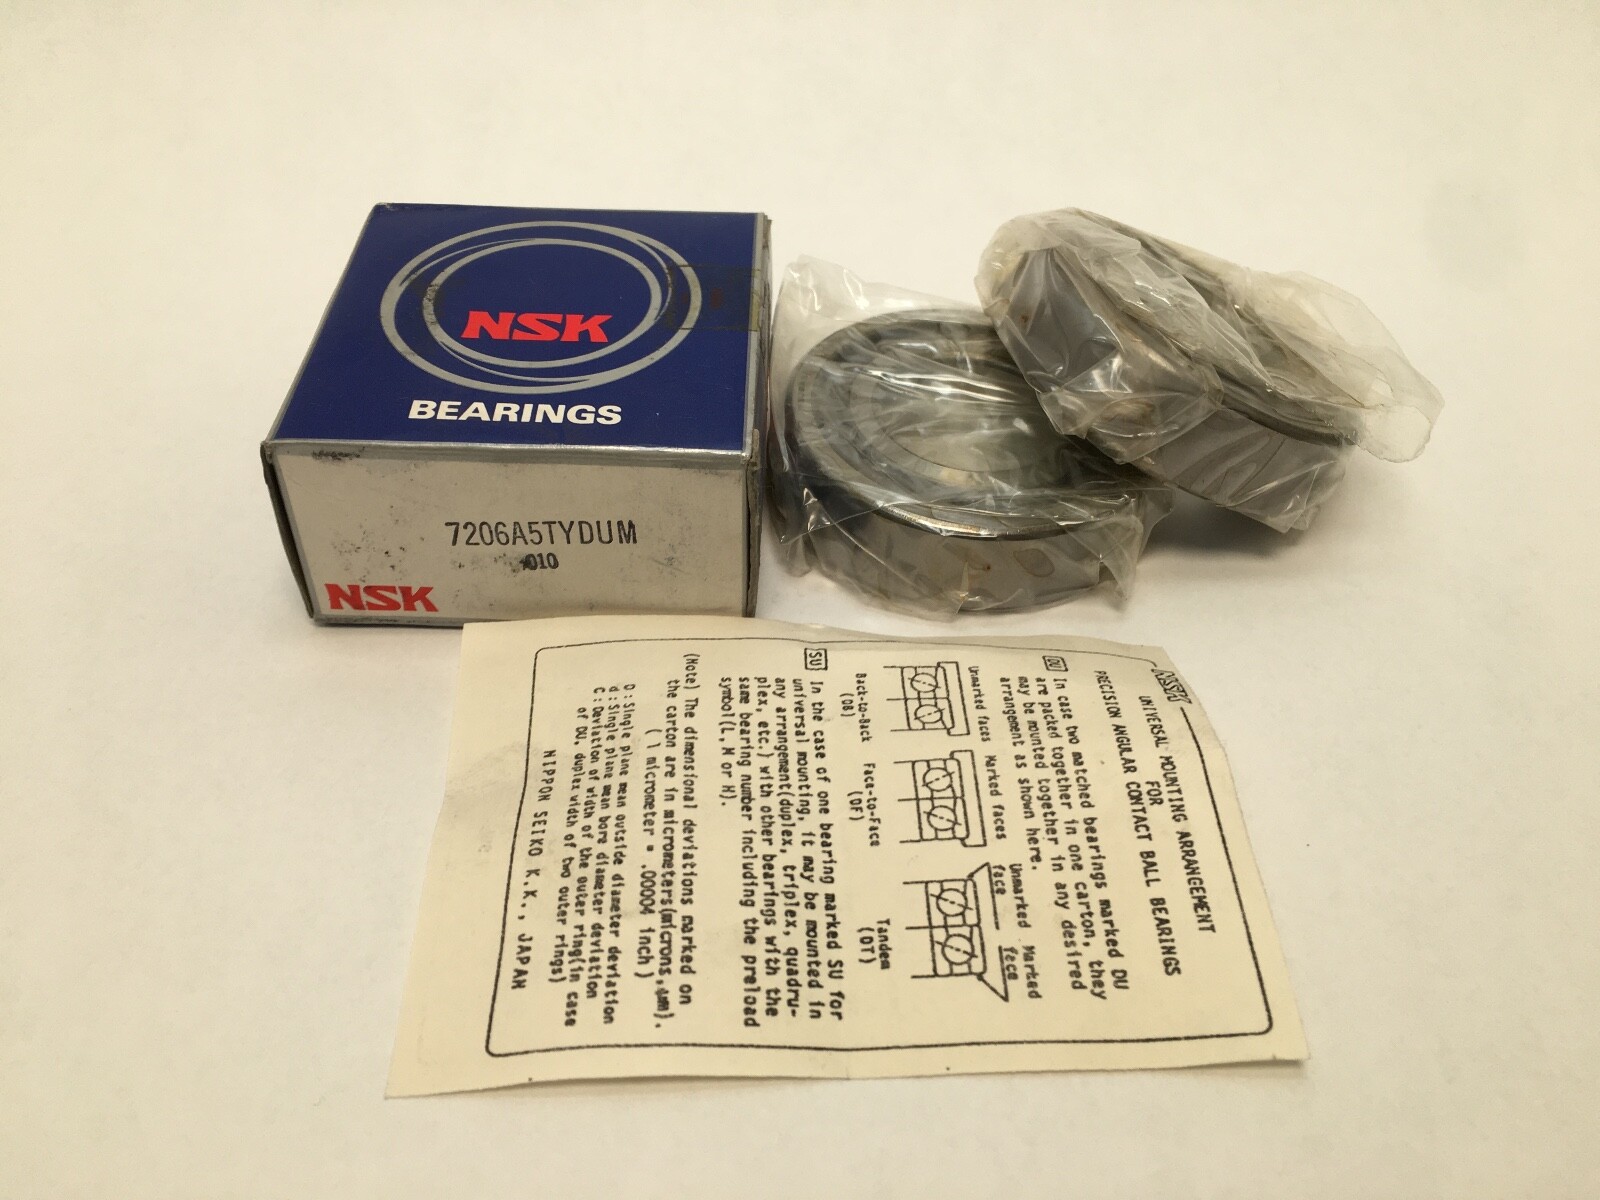 NSK
BEARINGS
7206A5TYDUM
010
NSK
NSK
UNIVERSAL MOUNTING ARRANGEMENT
FOR
PRECISION ANGULAR CONTACT BALL BEARINGS
DU In case two matched bearings marked DU
are packed together in one carton, they
may be mounted together in any desired
arrangement as shown here.
Unmarked faces Marked faces Unmarked face Marked face
Back-to-Back (DB) Face-to-Face (DF) Tandem (DT)
SU In the case of one bearing marked SU for
universal mounting, it may be mounted in
any arrangement(duplex, triplex, quadru-
plex, etc.) with other bearings with the
same bearing number including the preload
symbol(L, M or H).
(Note) The dimensional deviations marked on
the carton are in micrometers(microns, μm).
( 1 micrometer = .00004 inch )
D : Single plane mean outside diameter deviation
d : Single plane mean bore diameter deviation
C : Deviation of width of the outer ring(in case
of DU, duplex width of two outer rings)
NIPPON SEIKO K.K., JAPAN